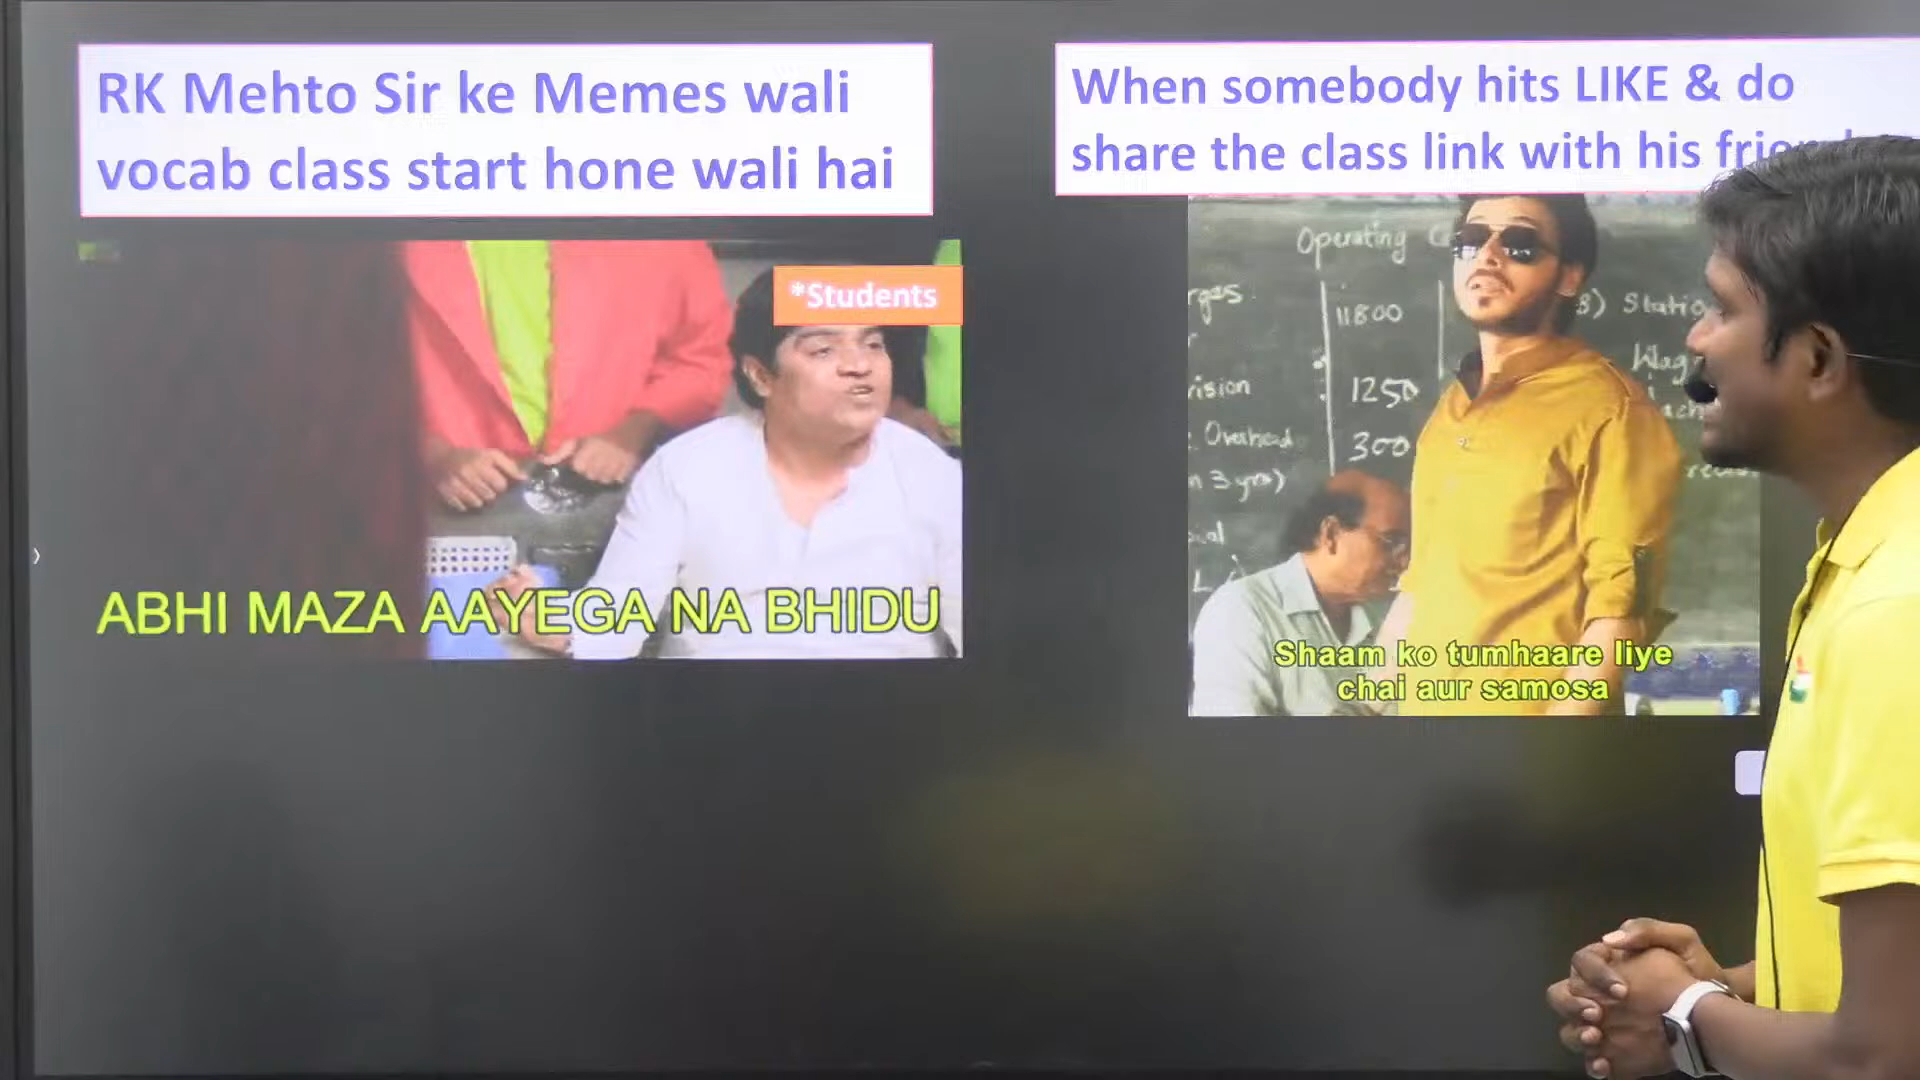 RK Mehto Sir ke Memes wali
vocab class start hone wali hai
*Students
ABHI MAZA AAYEGA NA BHIDU
When somebody hits LIKE & do
share the class link with his
Operating
11800
1250
Overhead
300
Shaam ko tumhaare liye
chai aur samosa